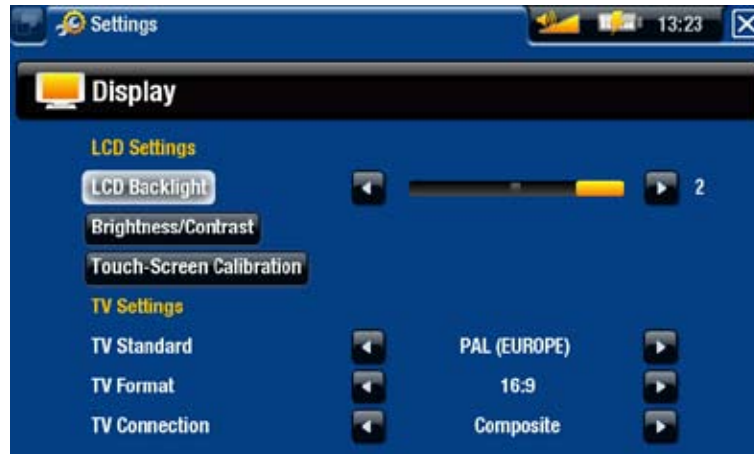 Settings 13:23
Display
LCD Settings
LCD Backlight 2
Brightness/Contrast
Touch-Screen Calibration
TV Settings
TV Standard PAL (EUROPE)
TV Format 16:9
TV Connection Composite